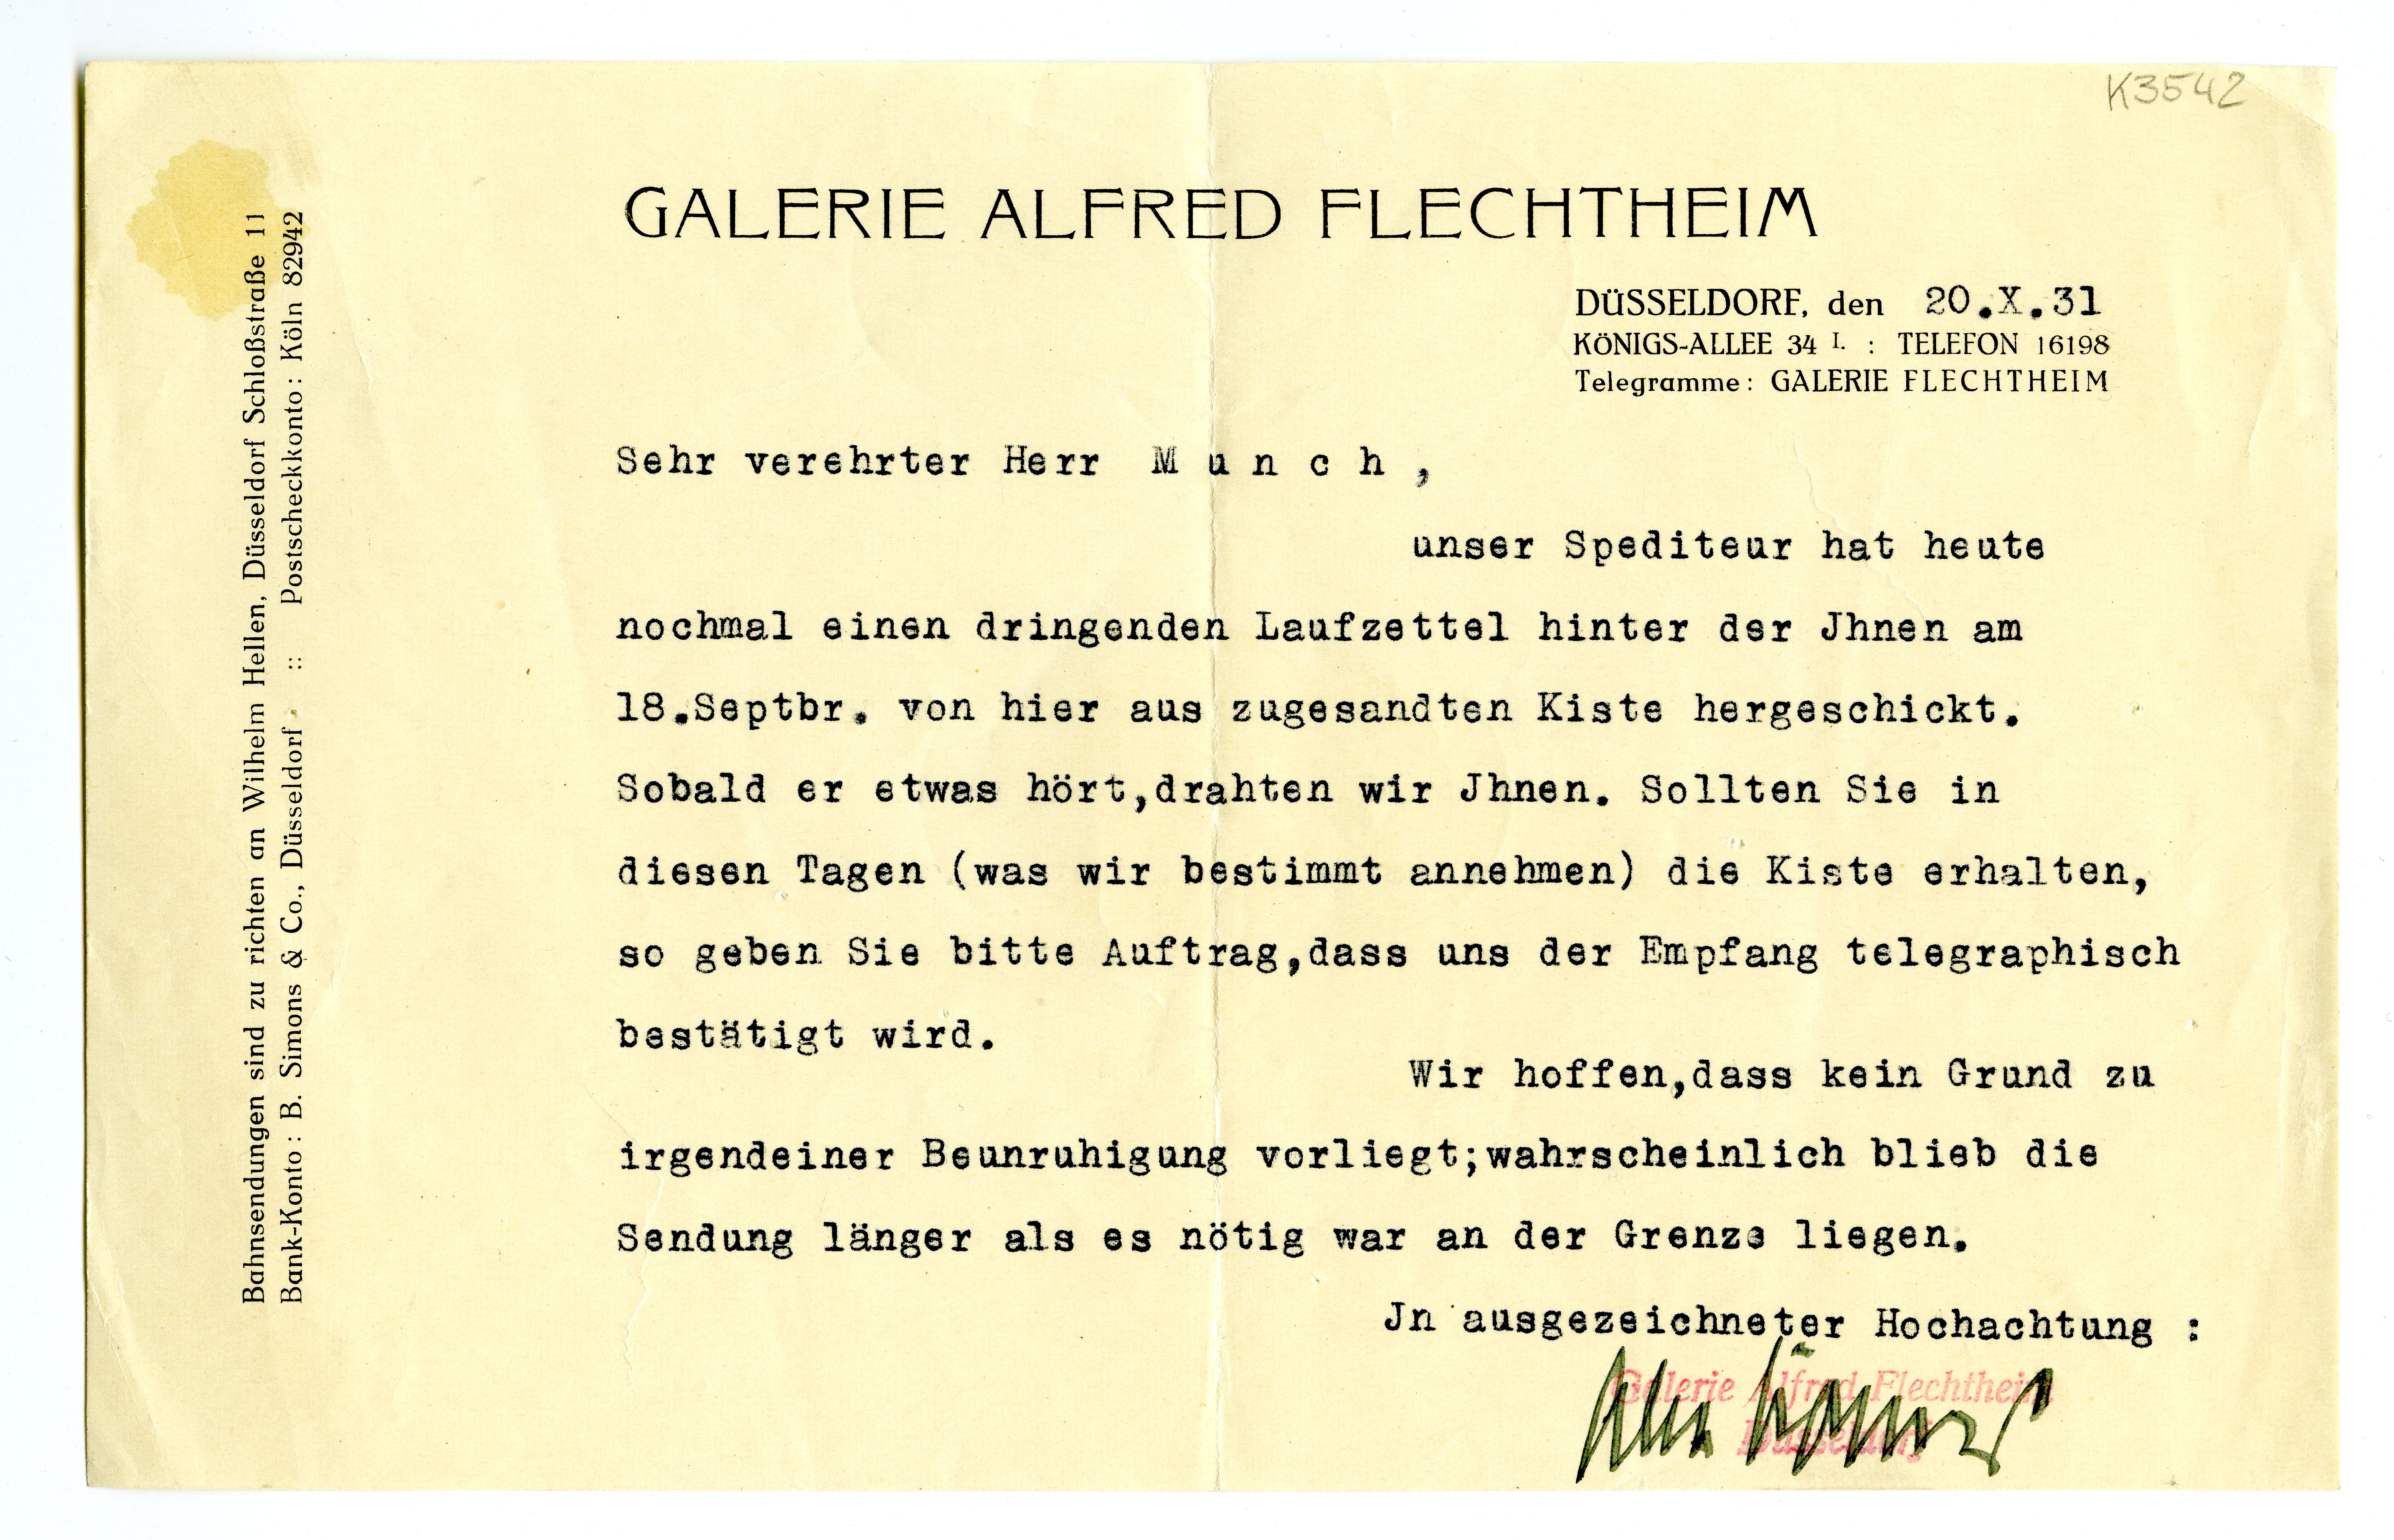 K3542
GALERIE ALFRED FLECHTHEIM
DÜSSELDORF, den 20.X.31
KÖNIGS-ALLEE 34 I. : TELEFON 16198
Telegramme: GALERIE FLECHTHEIM
Bahnsendungen sind zu richten an Wilhelm Hellen, Düsseldorf Schloßstraße 11
Bank-Konto: B. Simons & Co., Düsseldorf :: Postscheckkonto: Köln 82942
Sehr verehrter Herr M u n c h ,
unser Spediteur hat heute
nochmal einen dringenden Laufzettel hinter der Jhnen am
18.Septbr. von hier aus zugesandten Kiste hergeschickt.
Sobald er etwas hört,drahten wir Jhnen. Sollten Sie in
diesen Tagen (was wir bestimmt annehmen) die Kiste erhalten,
so geben Sie bitte Auftrag,dass uns der Empfang telegraphisch
bestätigt wird.
Wir hoffen,dass kein Grund zu
irgendeiner Beunruhigung vorliegt;wahrscheinlich blieb die
Sendung länger als es nötig war an der Grenze liegen.
Jn ausgezeichneter Hochachtung :
Galerie Alfred Flechtheim
Düsseldorf